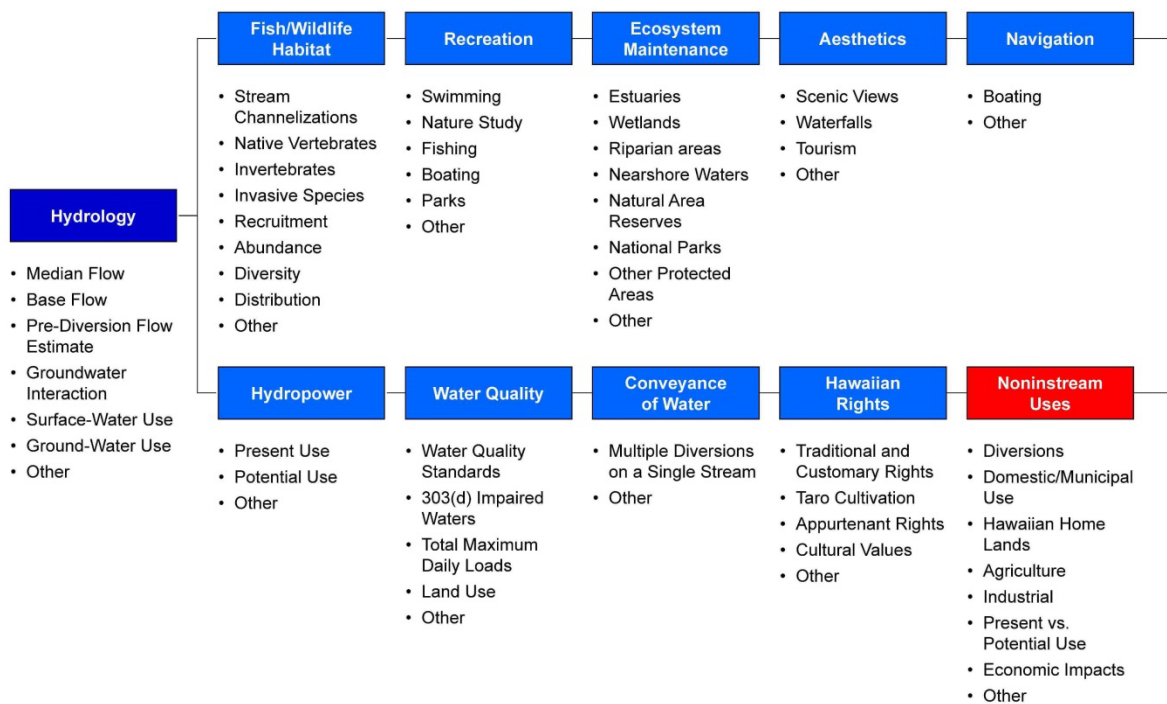 Fish/Wildlife
Habitat
• Stream
Channelizations
• Native Vertebrates
• Invertebrates
• Invasive Species
• Recruitment
• Abundance
• Diversity
• Distribution
• Other
Recreation
• Swimming
• Nature Study
• Fishing
• Boating
• Parks
• Other
Ecosystem
Maintenance
• Estuaries
• Wetlands
• Riparian areas
• Nearshore Waters
• Natural Area
Reserves
• National Parks
• Other Protected
Areas
• Other
Aesthetics
• Scenic Views
• Waterfalls
• Tourism
• Other
Navigation
• Boating
• Other
Hydrology
• Median Flow
• Base Flow
• Pre-Diversion Flow
Estimate
• Groundwater
Interaction
• Surface-Water Use
• Ground-Water Use
• Other
Hydropower
• Present Use
• Potential Use
• Other
Water Quality
• Water Quality
Standards
• 303(d) Impaired
Waters
• Total Maximum
Daily Loads
• Land Use
• Other
Conveyance
of Water
• Multiple Diversions
on a Single Stream
• Other
Hawaiian
Rights
• Traditional and
Customary Rights
• Taro Cultivation
• Appurtenant Rights
• Cultural Values
• Other
Noninstream
Uses
• Diversions
• Domestic/Municipal
Use
• Hawaiian Home
Lands
• Agriculture
• Industrial
• Present vs.
Potential Use
• Economic Impacts
• Other